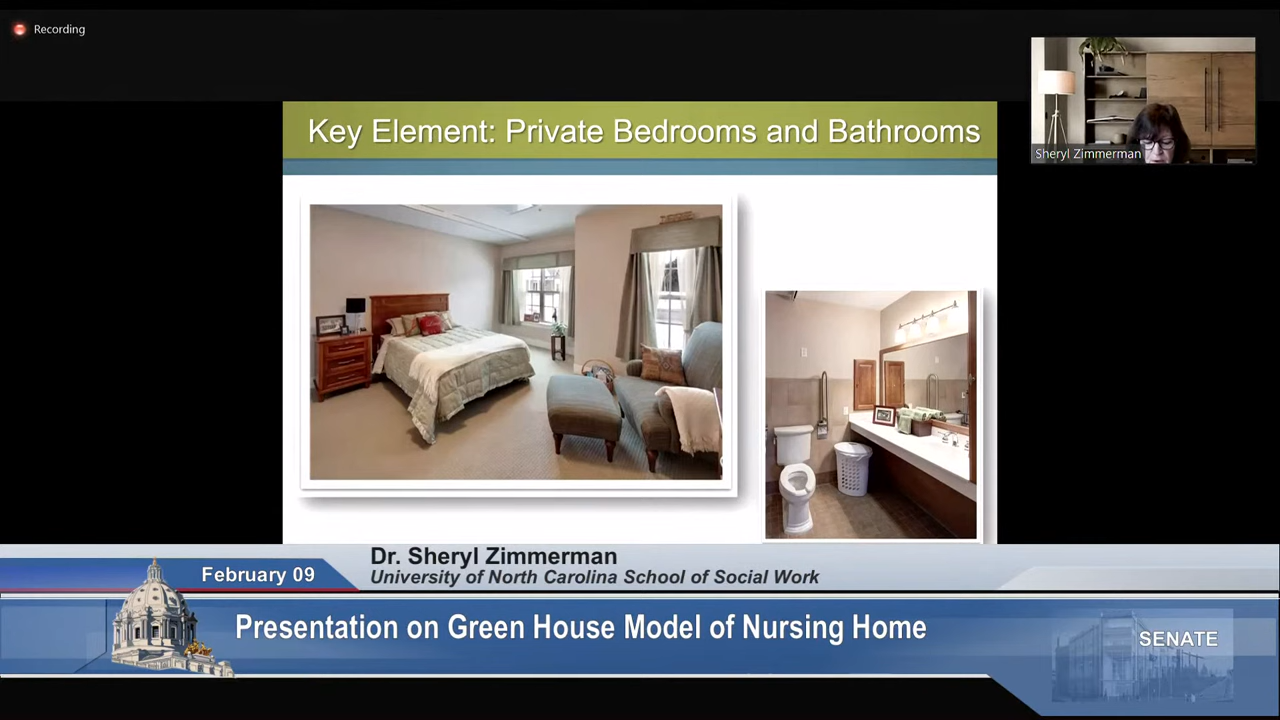 Recording
Key Element: Private Bedrooms and Bathrooms
Sheryl Zimmerman
Dr. Sheryl Zimmerman
University of North Carolina School of Social Work
February 09
Presentation on Green House Model of Nursing Home
SENATE